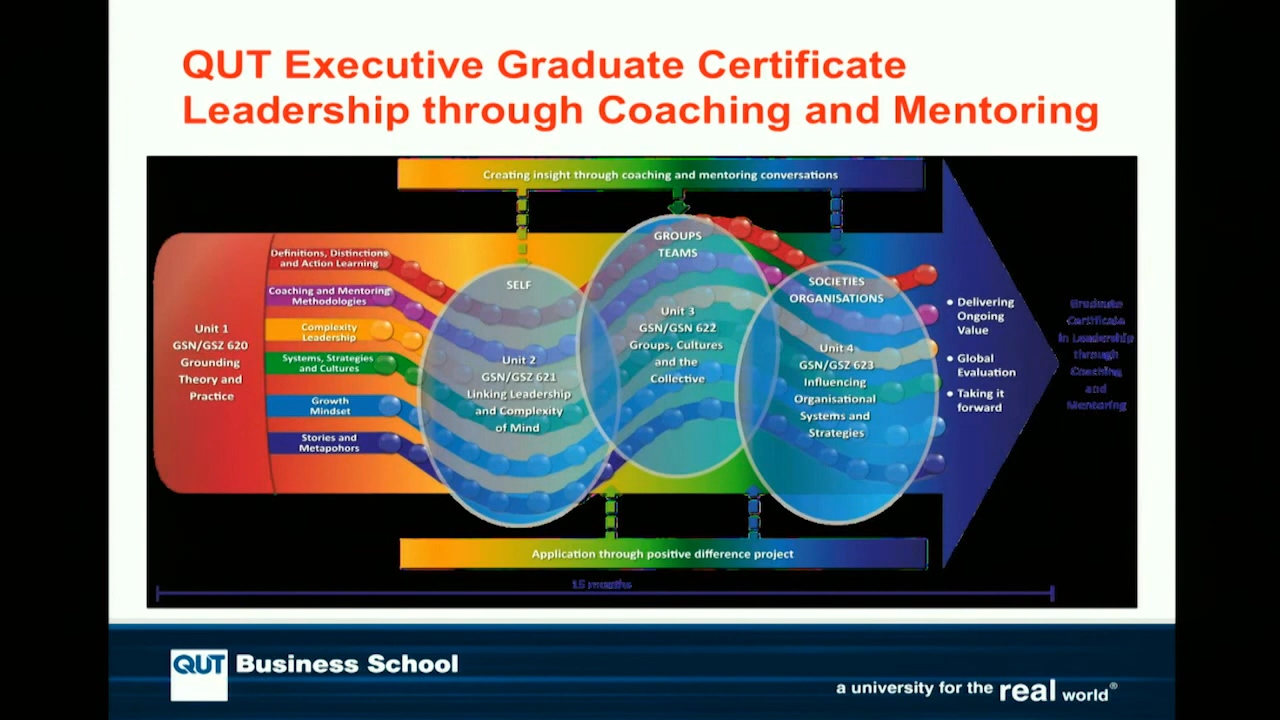 QUT Executive Graduate Certificate
Leadership through Coaching and Mentoring
Creating insight through coaching and mentoring conversations
Unit 1
GSN/GSZ 620
Grounding
Theory and
Practice
Definitions, Distinctions
and Action Learning
Coaching and Mentoring
Methodologies
Complexity
Leadership
Systems, Strategies
and Cultures
Growth
Mindset
Stories and
Metapohors
SELF
Unit 2
GSN/GSZ 621
Linking Leadership
and Complexity
of Mind
GROUPS
TEAMS
Unit 3
GSN/GSN 622
Groups, Cultures
and the
Collective
SOCIETIES
ORGANISATIONS
Unit 4
GSN/GSZ 623
Influencing
Organisational
Systems and
Strategies
• Delivering
Ongoing
Value
• Global
Evaluation
• Taking it
forward
Graduate
Certificate
in Leadership
through
Coaching
and
Mentoring
Application through positive difference project
15 months
QUT Business School
a university for the real world®